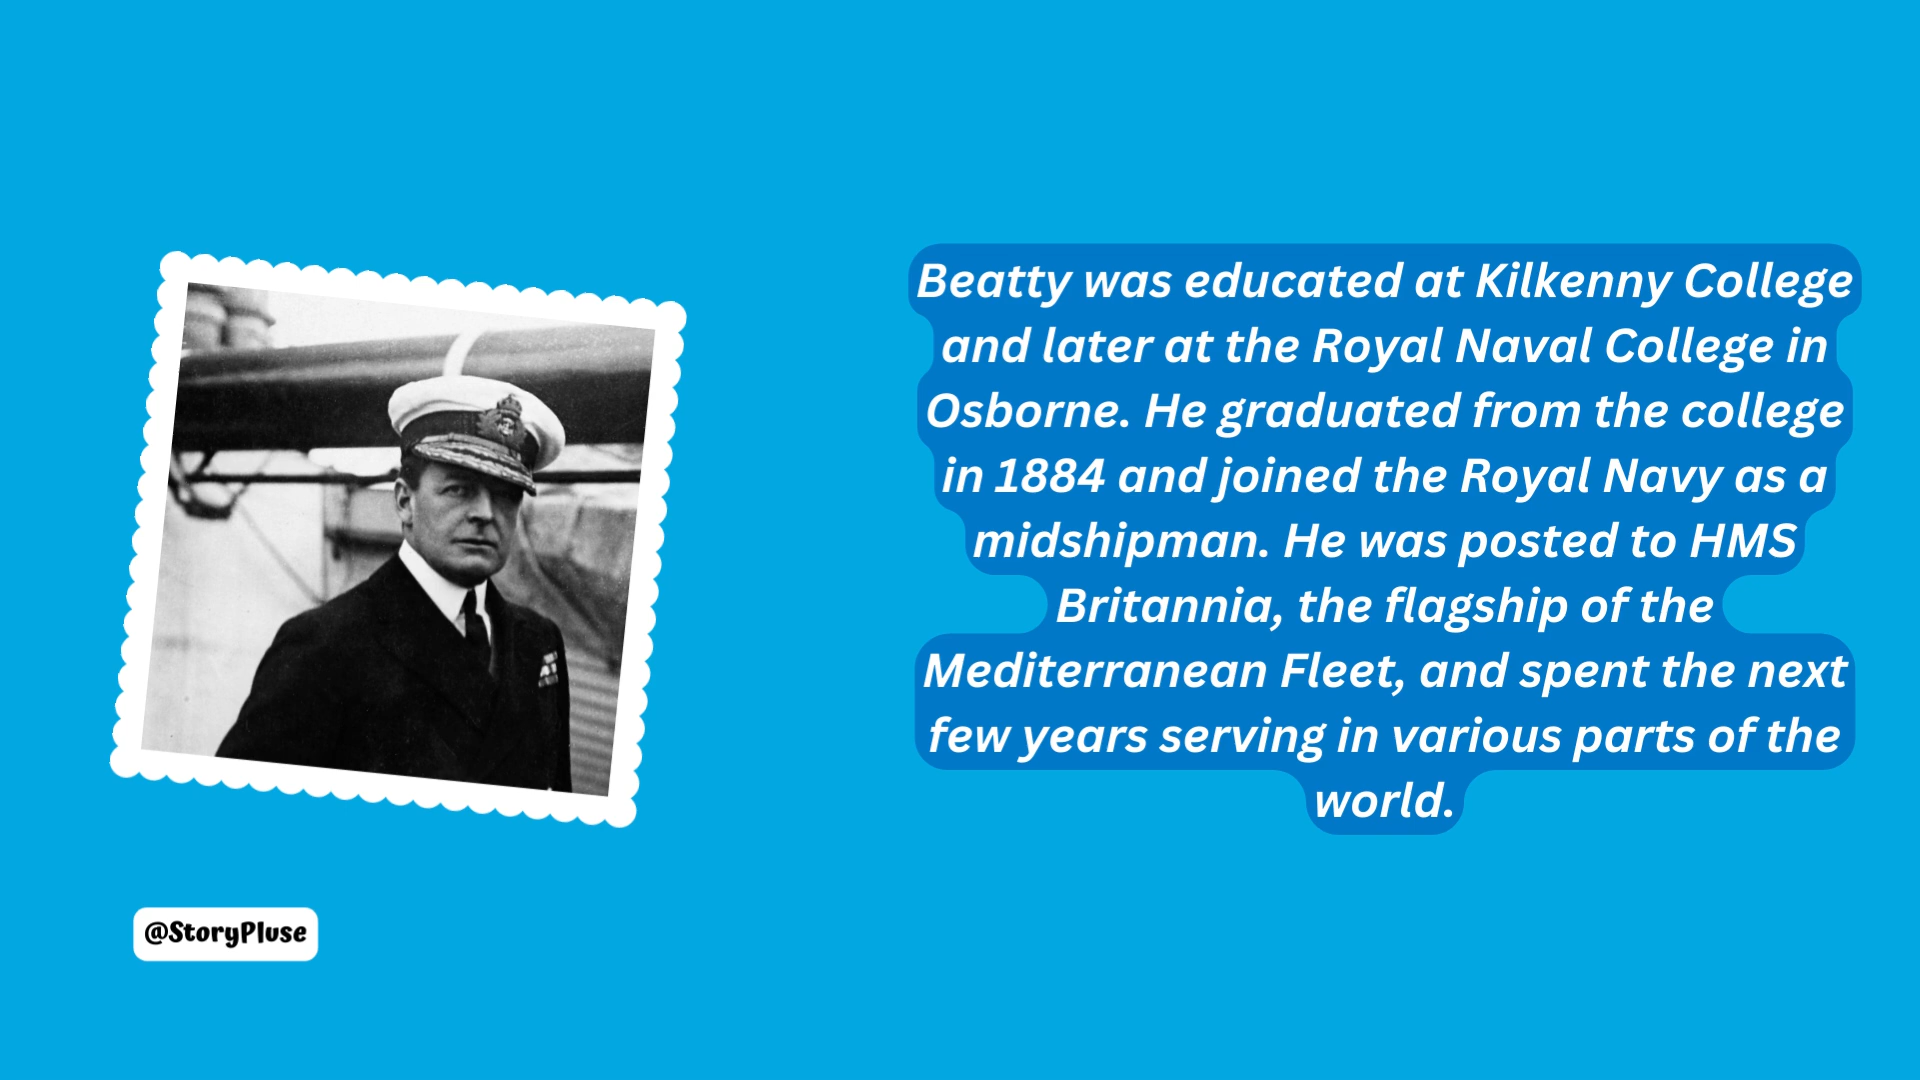 Beatty was educated at Kilkenny College
and later at the Royal Naval College in
Osborne. He graduated from the college
in 1884 and joined the Royal Navy as a
midshipman. He was posted to HMS
Britannia, the flagship of the
Mediterranean Fleet, and spent the next
few years serving in various parts of the
world.
@StoryPluse